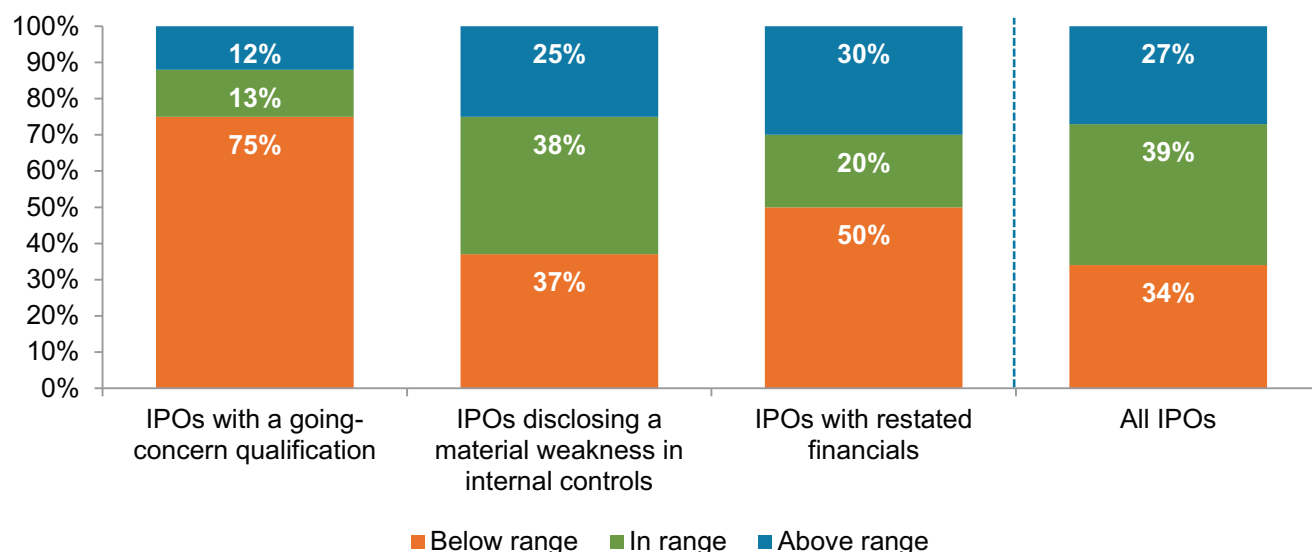 100%
90%
80%
70%
60%
50%
40%
30%
20%
10%
0%
12%
13%
75%
25%
38%
37%
30%
20%
50%
27%
39%
34%
IPOs with a going-
concern qualification
IPOs disclosing a
material weakness in
internal controls
IPOs with restated
financials
All IPOs
Below range
In range
Above range